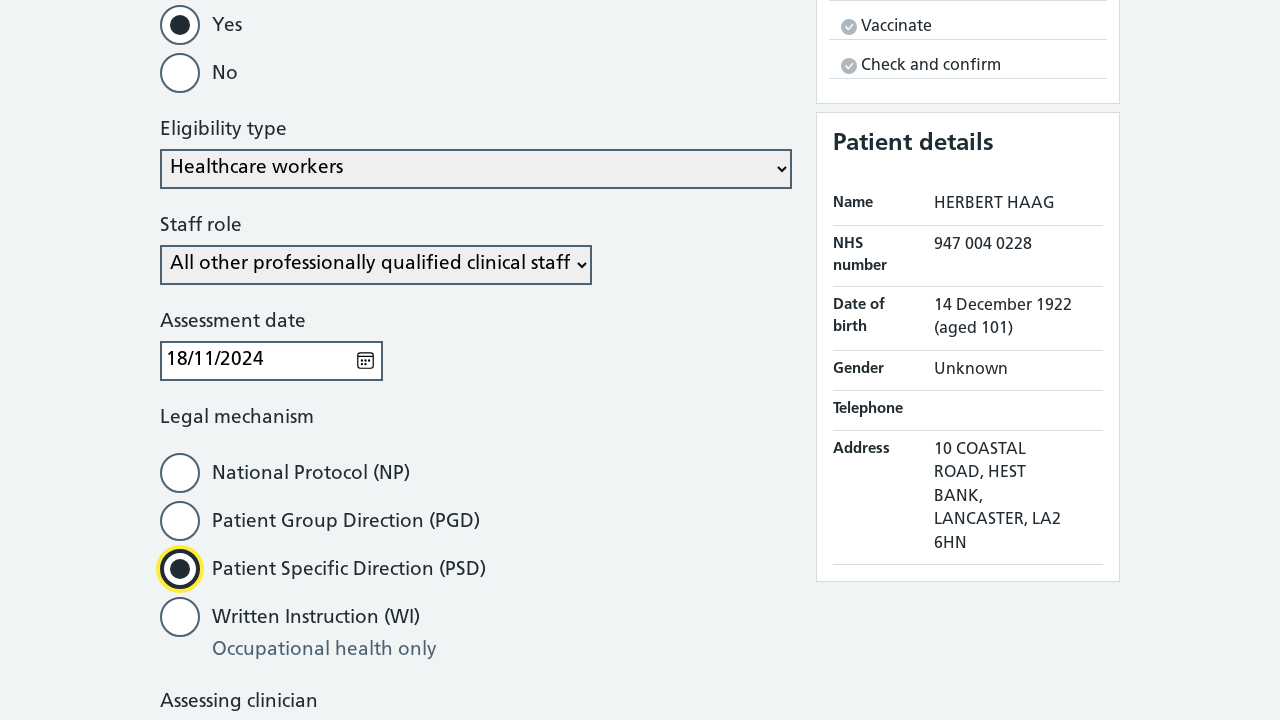 Yes
No
Eligibility type
Healthcare workers
Staff role
All other professionally qualified clinical staff
Assessment date
18/11/2024
Legal mechanism
National Protocol (NP)
Patient Group Direction (PGD)
Patient Specific Direction (PSD)
Written Instruction (WI)
Occupational health only
Assessing clinician
Vaccinate
Check and confirm
Patient details
Name HERBERT HAAG
NHS 947 004 0228
number
Date of 14 December 1922
birth (aged 101)
Gender Unknown
Telephone
Address 10 COASTAL
ROAD, HEST
BANK,
LANCASTER, LA2
6HN